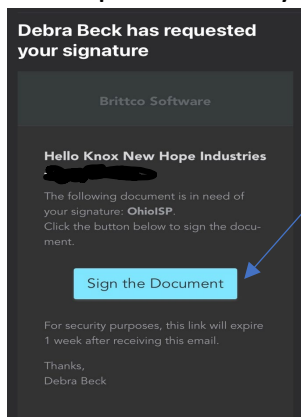 Debra Beck has requested
your signature
Brittco Software
Hello Knox New Hope Industries
The following document is in need of
your signature: OhioISP.
Click the button below to sign the docu-
ment.
Sign the Document
For security purposes, this link will expire
1 week after receiving this email.
Thanks,
Debra Beck